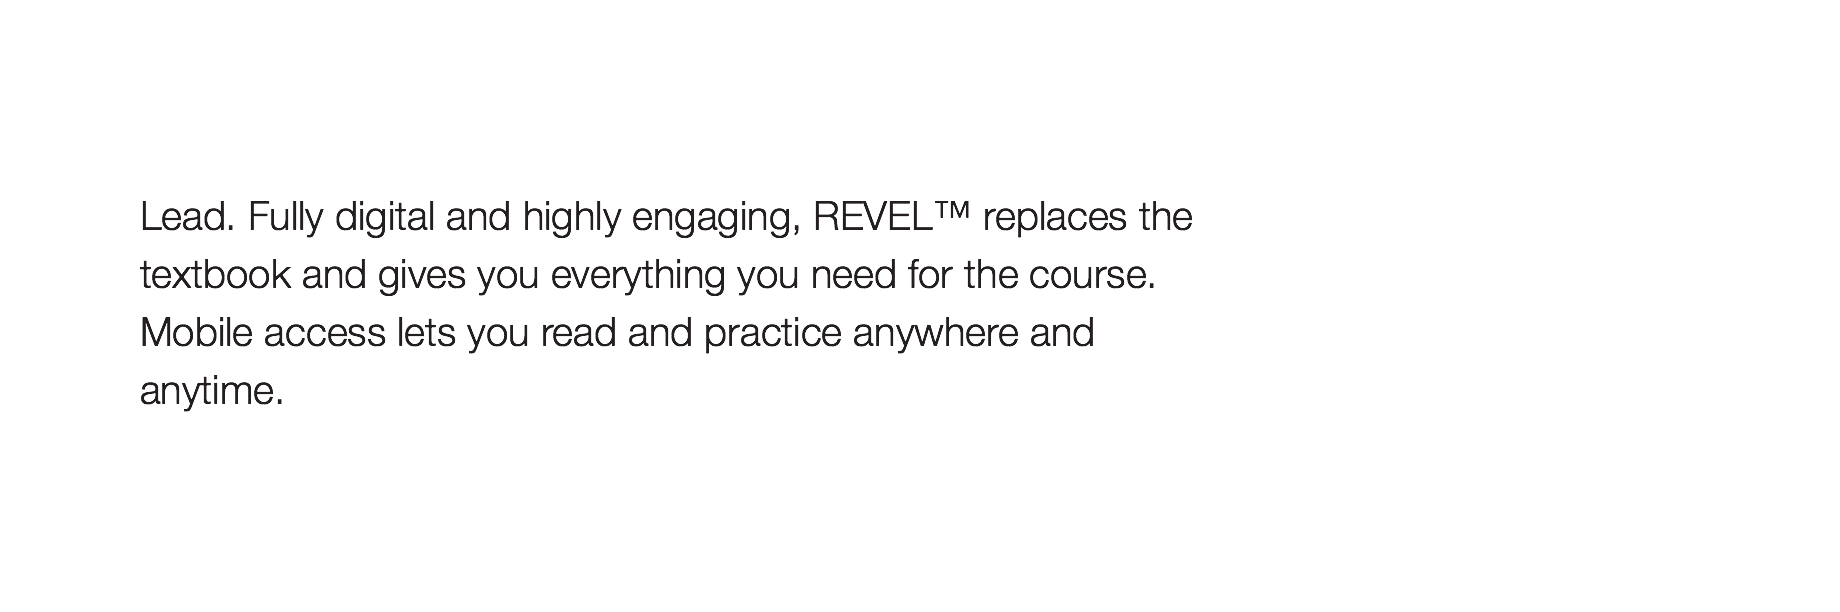 Lead. Fully digital and highly engaging, REVEL™ replaces the
textbook and gives you everything you need for the course.
Mobile access lets you read and practice anywhere and
anytime.